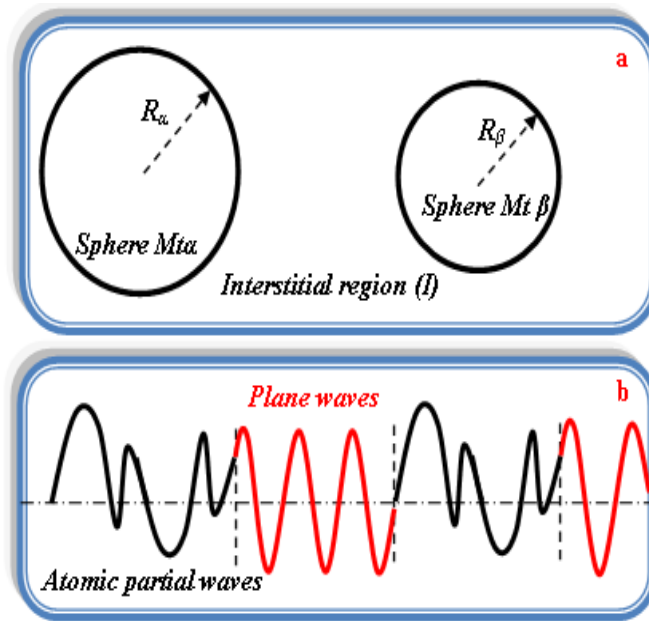 a
Rα
Rβ
Sphere Mtα
Sphere Mt β
Interstitial region (I)
b
Plane waves
Atomic partial waves